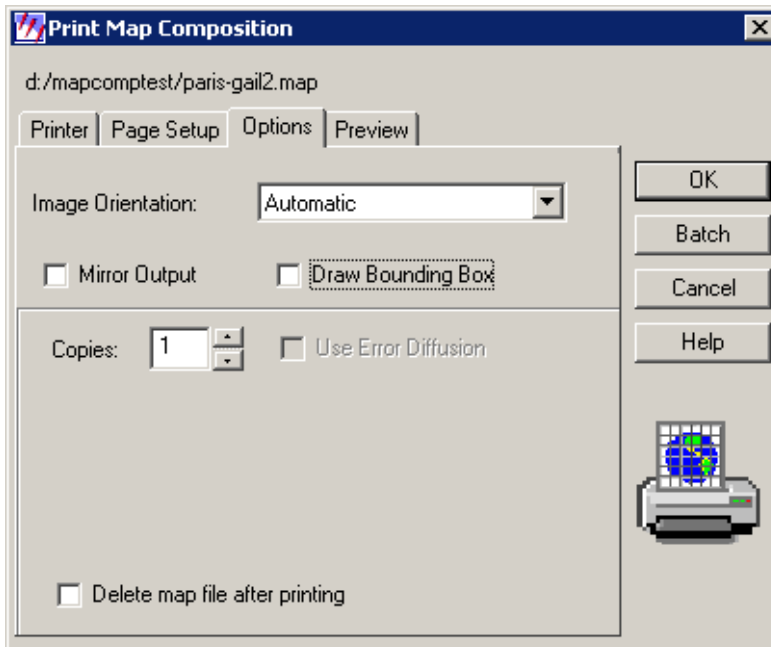 Print Map Composition
d:/mapcomptest/paris-gail2.map
Printer Page Setup Options Preview
Image Orientation: Automatic
Mirror Output Draw Bounding Box
Copies: 1 Use Error Diffusion
Delete map file after printing
OK
Batch
Cancel
Help